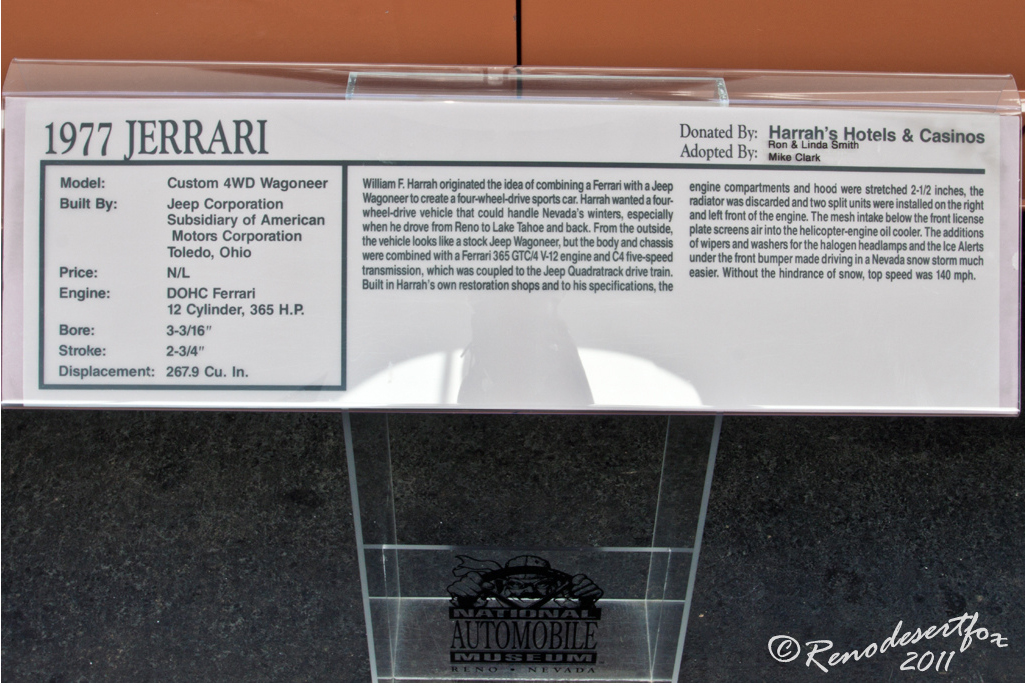 1977 JERRARI
Donated By: Harrah's Hotels & Casinos
Adopted By: Ron & Linda Smith
Mike Clark
Model: Custom 4WD Wagoneer
Built By: Jeep Corporation
Subsidiary of American
Motors Corporation
Toledo, Ohio
Price: N/L
Engine: DOHC Ferrari
12 Cylinder, 365 H.P.
Bore: 3-3/16"
Stroke: 2-3/4"
Displacement: 267.9 Cu. In.
William F. Harrah originated the idea of combining a Ferrari with a Jeep
Wagoneer to create a four-wheel-drive sports car. Harrah wanted a four-
wheel-drive vehicle that could handle Nevada's winters, especially
when he drove from Reno to Lake Tahoe and back. From the outside,
the vehicle looks like a stock Jeep Wagoneer, but the body and chassis
were combined with a Ferrari 365 GTC/4 V-12 engine and C4 five-speed
transmission, which was coupled to the Jeep Quadratrack drive train.
Built in Harrah's own restoration shops and to his specifications, the
engine compartments and hood were stretched 2-1/2 inches, the
radiator was discarded and two split units were installed on the right
and left front of the engine. The mesh intake below the front license
plate screens air into the helicopter-engine oil cooler. The additions
of wipers and washers for the halogen headlamps and the Ice Alerts
under the front bumper made driving in a Nevada snow storm much
easier. Without the hindrance of snow, top speed was 140 mph.
NATIONAL
AUTOMOBILE
MUSEUM
RENO • NEVADA
© Renodesertfox
2011